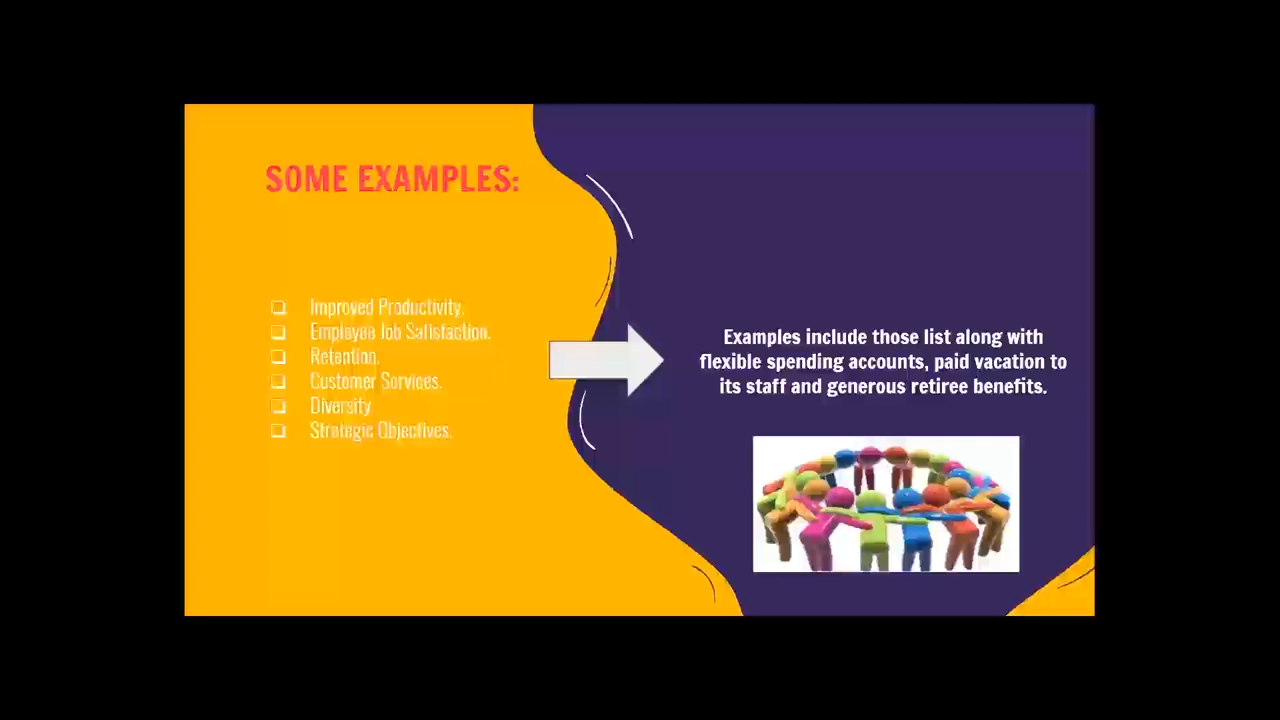 SOME EXAMPLES:
Improved Productivity.
Employee Job Satisfaction.
Retention.
Customer Services.
Diversity
Strategic Objectives.
Examples include those list along with
flexible spending accounts, paid vacation to
its staff and generous retiree benefits.